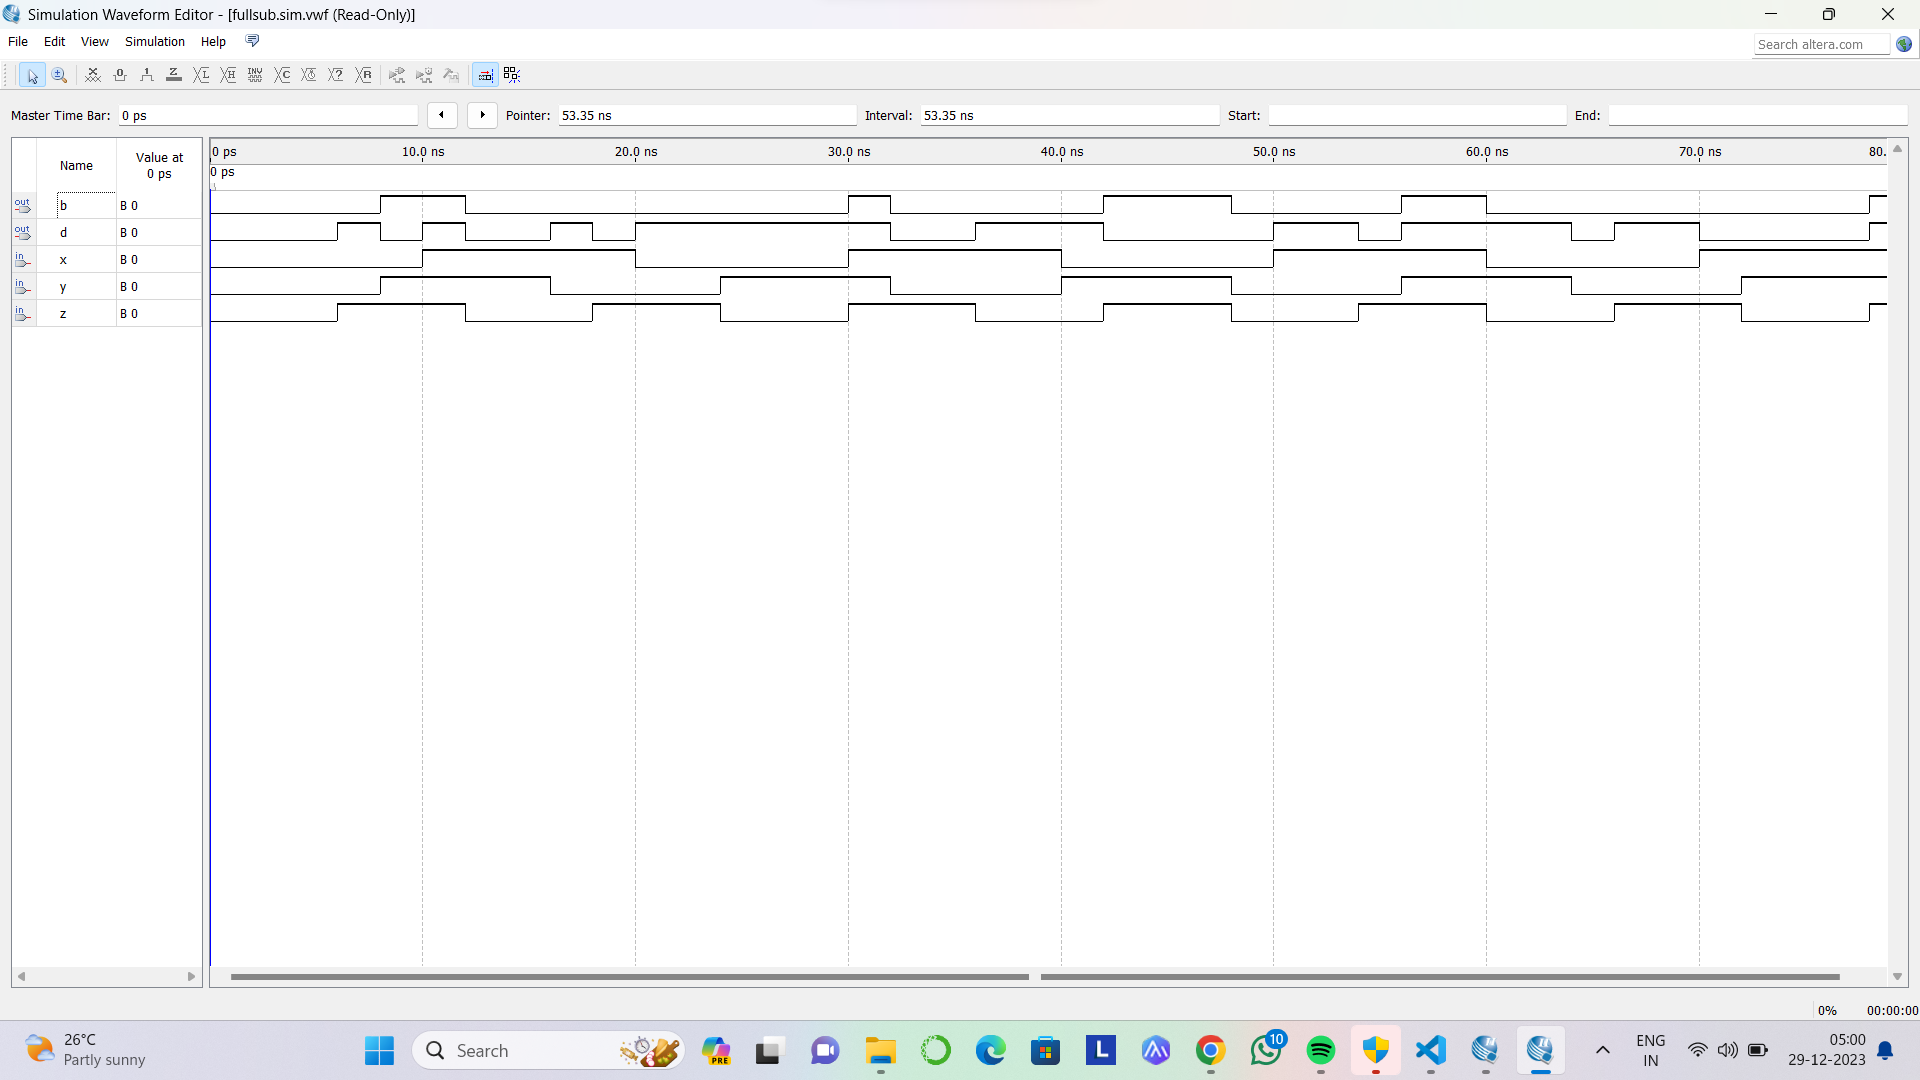 Simulation Waveform Editor - [fullsub.sim.vwf (Read-Only)]
File Edit View Simulation Help
Search altera.com
Master Time Bar: 0 ps Pointer: 53.35 ns Interval: 53.35 ns Start: End:
Name Value at 0 ps
0 ps 10.0 ns 20.0 ns 30.0 ns 40.0 ns 50.0 ns 60.0 ns 70.0 ns 80.
0 ps
out b B 0
out d B 0
in x B 0
in y B 0
in z B 0
0% 00:00:00
26°C
Partly sunny
Search
PRE
L
10
ENG
IN
05:00
29-12-2023